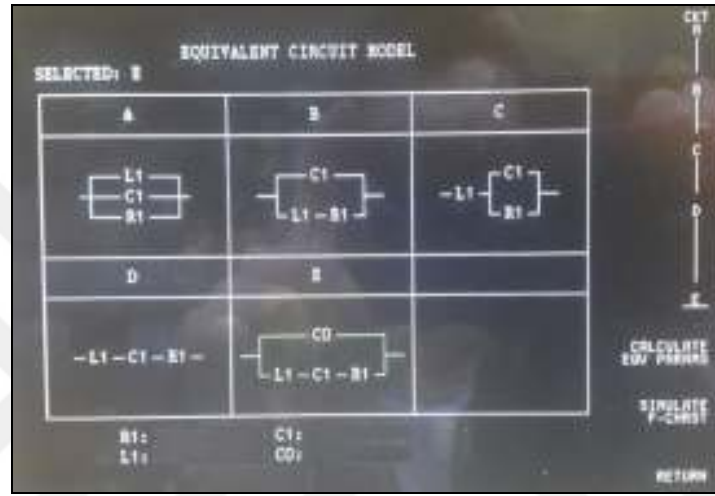 EQUIVALENT CIRCUIT MODEL
SELECTED: E
A B C
L1
C1
R1
C1
L1 R1
L1 C1
R1
D E
L1 C1 R1
C0
L1 C1 R1
R1: C1:
L1: C0:
CKT
A
B
C
D
E
CALCULATE
EQV PARAMS
SIMULATE
F-CHRST
RETURN